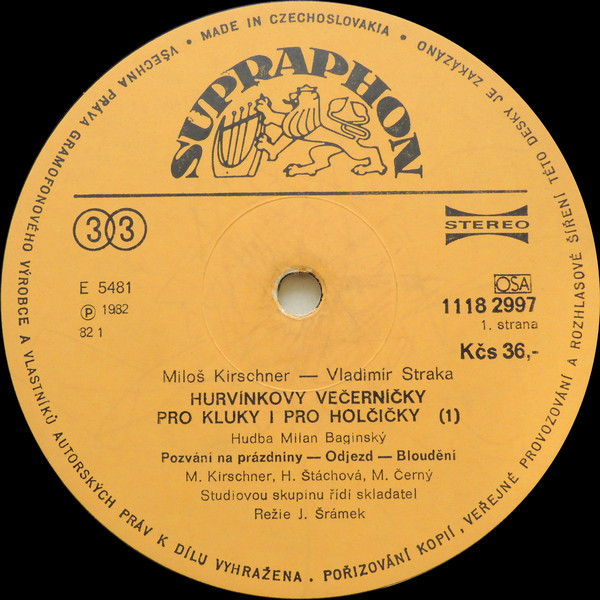 • MADE IN CZECHOSLOVAKIA •
VŠECHNA PRÁVA GRAMOFONOVÉHO VÝROBCE A VLASTNÍKŮ AUTORSKÝCH PRÁV K DÍLU VYHRAŽENA . POŘIZOVÁNÍ KOPIÍ, VEŘEJNÉ PROVOZOVÁNÍ A ROZHLASOVÉ ŠÍŘENÍ TÉTO DESKY JE ZAKÁZÁNO
SUPRAPHON
33
STEREO
E 5481
℗ 1982
82 1
OSA
1118 2997
1. strana
Kčs 36,-
Miloš Kirschner — Vladimír Straka
HURVÍNKOVY VEČERNÍČKY
PRO KLUKY I PRO HOLČIČKY (1)
Hudba Milan Baginský
Pozvání na prázdniny — Odjezd — Bloudění
M. Kirschner, H. Štáchová, M. Černý
Studiovou skupinu řídí skladatel
Režie J. Šrámek